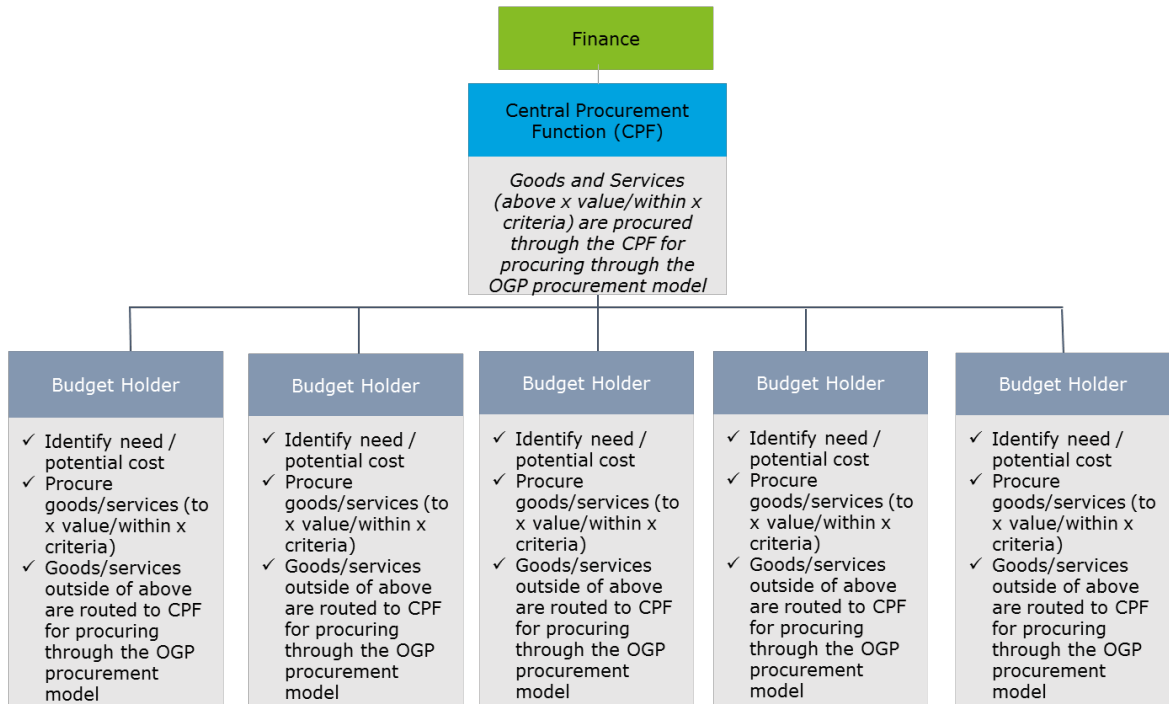 Finance
Central Procurement
Function (CPF)
Goods and Services
(above x value/within x
criteria) are procured
through the CPF for
procuring through the
OGP procurement model
Budget Holder
✓ Identify need /
potential cost
✓ Procure
goods/services (to
x value/within x
criteria)
✓ Goods/services
outside of above
are routed to CPF
for procuring
through the OGP
procurement
model
Budget Holder
✓ Identify need /
potential cost
✓ Procure
goods/services (to
x value/within x
criteria)
✓ Goods/services
outside of above
are routed to CPF
for procuring
through the OGP
procurement
model
Budget Holder
✓ Identify need /
potential cost
✓ Procure
goods/services (to
x value/within x
criteria)
✓ Goods/services
outside of above
are routed to CPF
for procuring
through the OGP
procurement
model
Budget Holder
✓ Identify need /
potential cost
✓ Procure
goods/services (to
x value/within x
criteria)
✓ Goods/services
outside of above
are routed to CPF
for procuring
through the OGP
procurement
model
Budget Holder
✓ Identify need /
potential cost
✓ Procure
goods/services (to
x value/within x
criteria)
✓ Goods/services
outside of above
are routed to CPF
for procuring
through the OGP
procurement
model